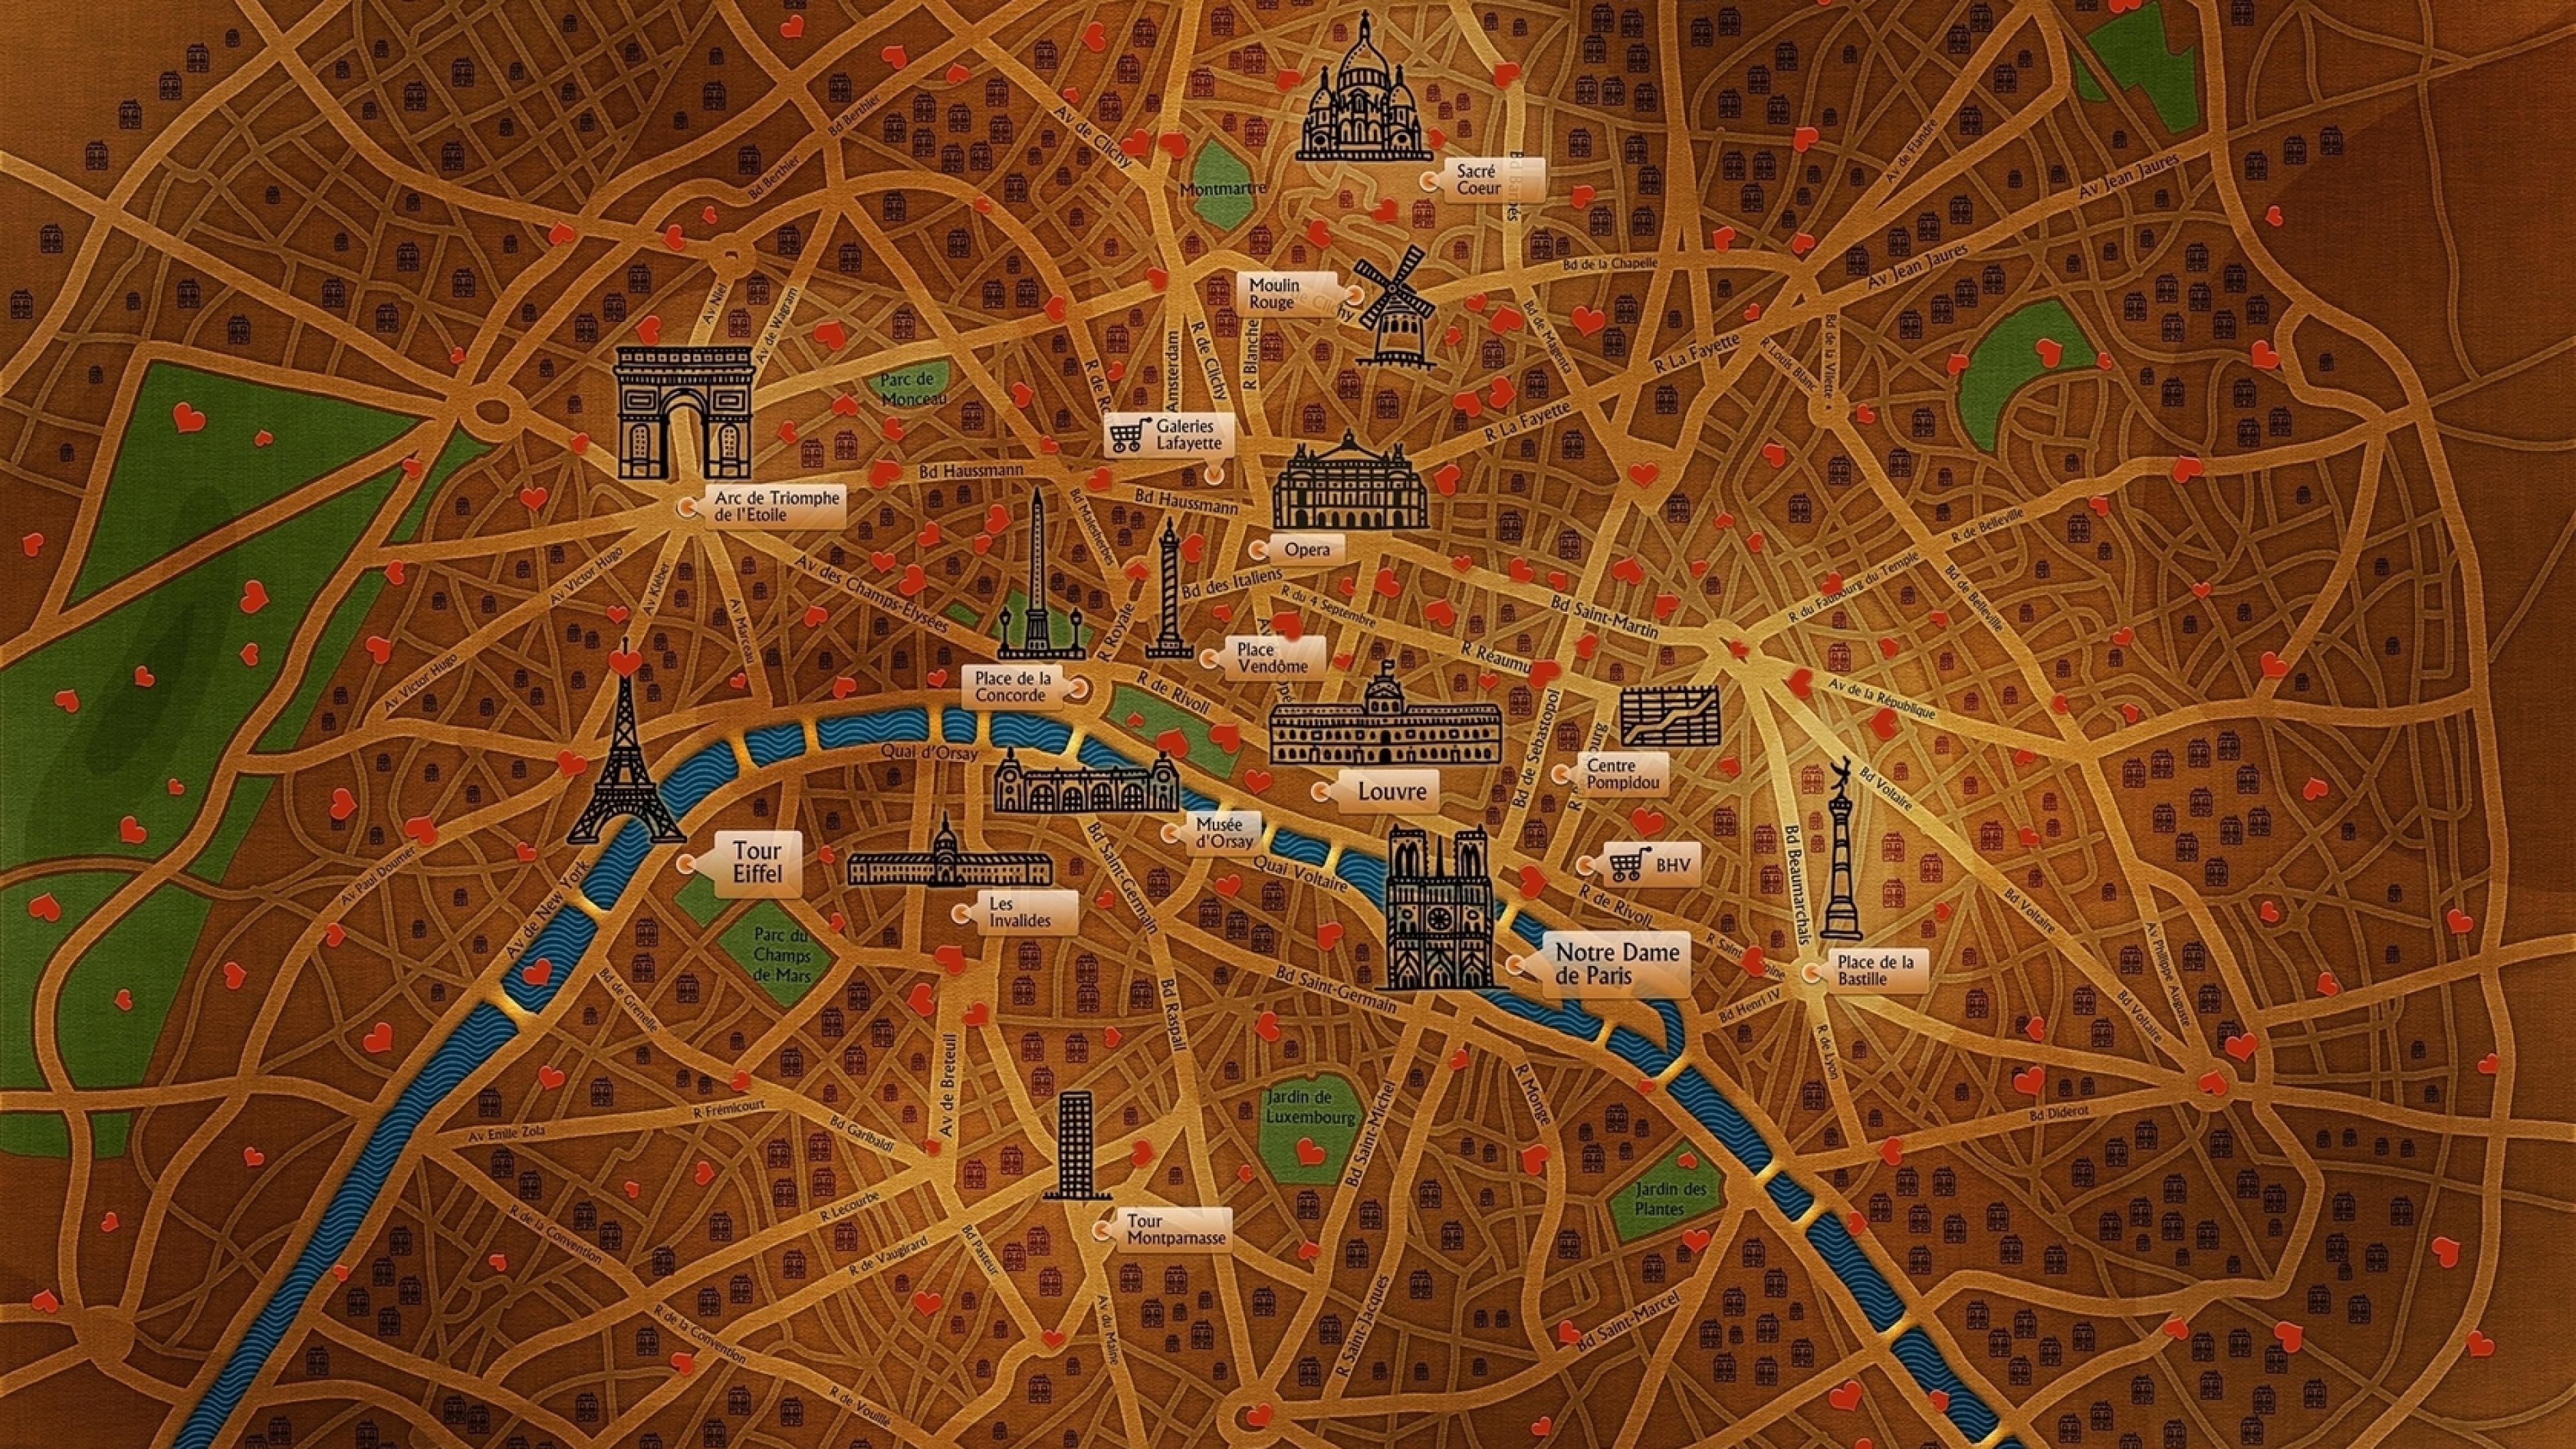 Bd Berthier
Av de Clichy
Av de Flandre
Bd Berthier
Montmartre
Sacré
Coeur
Av Jean Jaures
Av Niel
Av de Wagram
Moulin
Rouge
Bd de la Chapelle
Av Jean Jaures
R de Clichy
R Blanche
Amsterdam
Bd de Magenta
R La Fayette
R Louis Blanc
Bd de la Villette
Parc de
Monceau
Galeries
Lafayette
R La Fayette
Bd Haussmann
Bd Haussmann
Arc de Triomphe
de l'Etoile
Bd Malesherbes
Opera
R de Belleville
Av Victor Hugo
Av Kléber
Av des Champs-Elysées
Bd des Italiens
R du 4 Septembre
Bd Saint-Martin
R du Faubourg du Temple
Bd de Belleville
Av Marceau
R Royale
Place
Vendôme
R Réaumu
Av Victor Hugo
Place de la
Concorde
R de Rivoli
Av de la République
Bd de Sébastopol
Quai d'Orsay
Centre
Pompidou
Louvre
Bd Voltaire
Tour
Eiffel
Musée
d'Orsay
Av Paul Doumer
Bd Saint-Germain
Quai Voltaire
BHV
Bd Beaumarchais
R de Rivoli
Les
Invalides
Av de New York
Bd Voltaire
Parc du
Champs
de Mars
Notre Dame
de Paris
R Saint
oine
Place de la
Bastille
Av Philippe Auguste
Bd de Grenelle
Bd Saint-Germain
Bd Raspail
Bd Henri IV
Bd Voltaire
R de Lyon
Av de Breteuil
R Frémicourt
Av Emile Zola
Bd Garibaldi
Jardin de
Luxembourg
Bd Saint-Michel
R Monge
Bd Diderot
R Lecourbe
Jardin des
Plantes
R de la Convention
R de Vaugirard
Bd Pasteur
Tour
Montparnasse
R de la Convention
Av du Maine
R Saint-Jacques
Bd Saint-Marcel
R de Vouillé